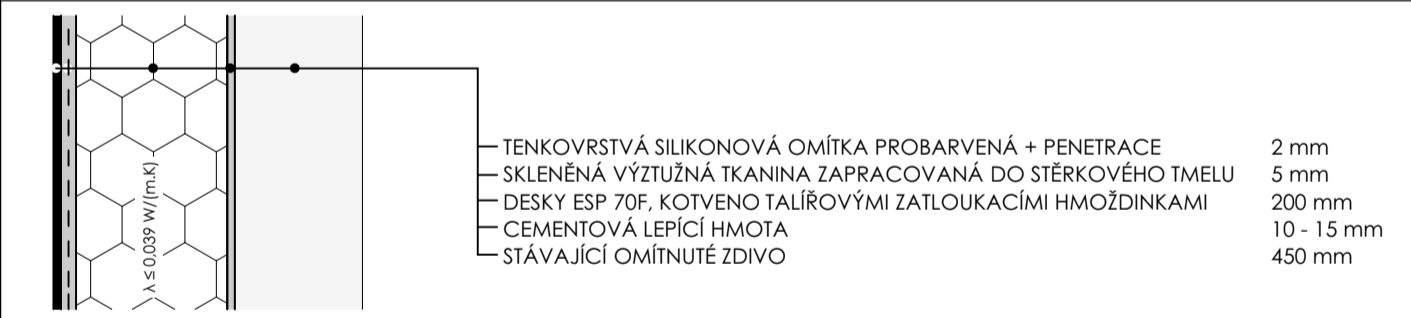 TENKOVRSTVÁ SILIKONOVÁ OMÍTKA PROBARVENÁ + PENETRACE 2 mm
SKLENĚNÁ VÝZTUŽNÁ TKANINA ZAPRACOVANÁ DO STĚRKOVÉHO TMELU 5 mm
DESKY ESP 70F, KOTVENO TALÍŘOVÝMI ZATLOUKACÍMI HMOŽDINKAMI 200 mm
CEMENTOVÁ LEPÍCÍ HMOTA 10 - 15 mm
STÁVAJÍCÍ OMÍTNUTÉ ZDIVO 450 mm
λ ≤ 0,039 W/(m.K)